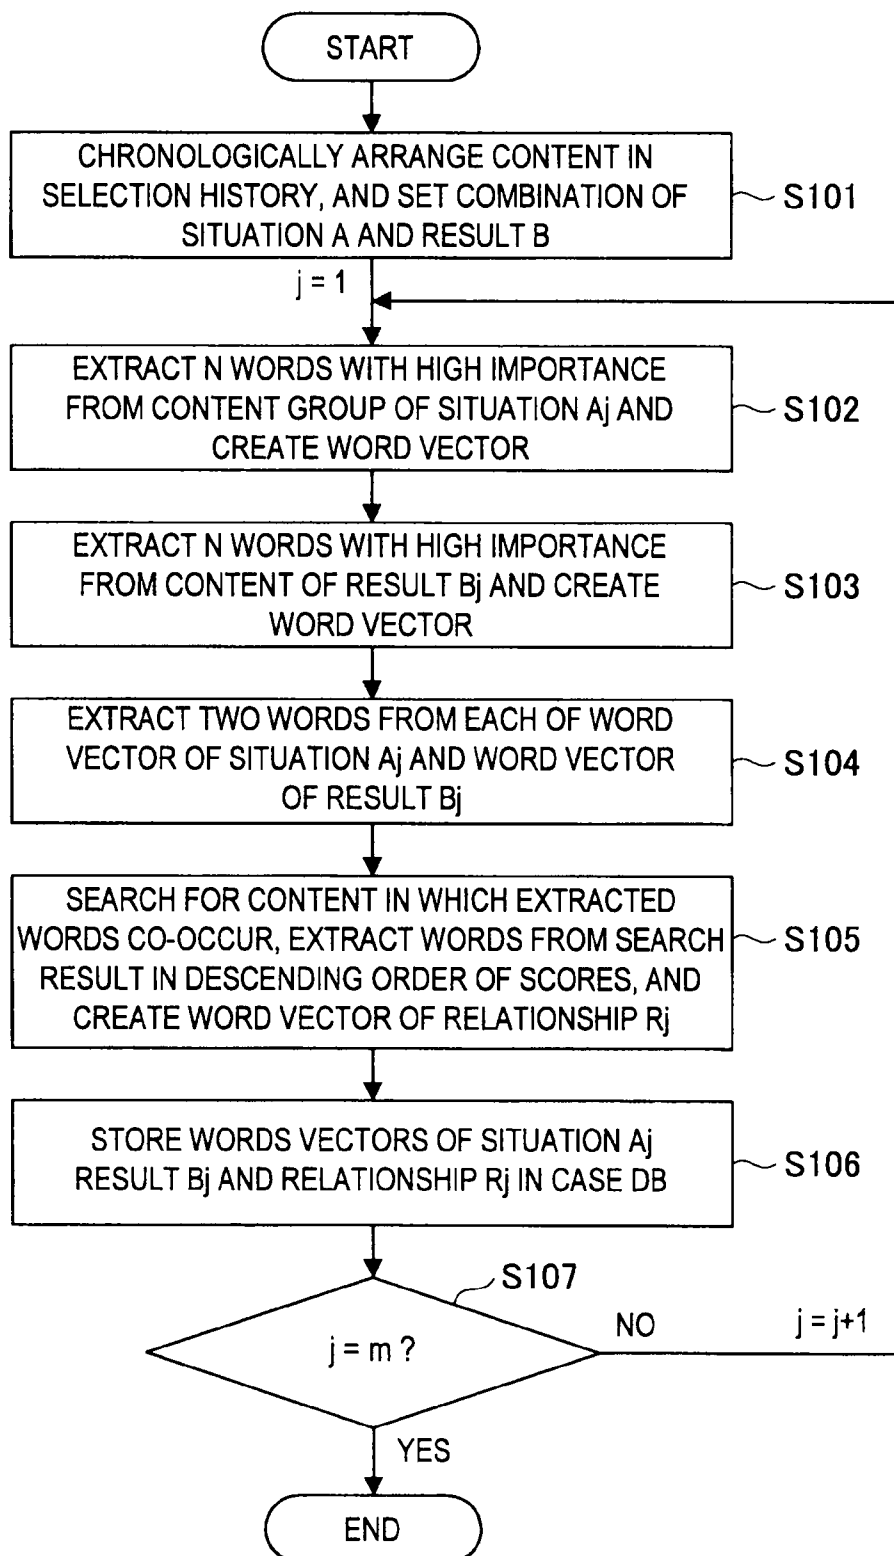 START
CHRONOLOGICALLY ARRANGE CONTENT IN
SELECTION HISTORY, AND SET COMBINATION OF
SITUATION A AND RESULT B
S101
j = 1
EXTRACT N WORDS WITH HIGH IMPORTANCE
FROM CONTENT GROUP OF SITUATION Aj AND
CREATE WORD VECTOR
S102
EXTRACT N WORDS WITH HIGH IMPORTANCE
FROM CONTENT OF RESULT Bj AND CREATE
WORD VECTOR
S103
EXTRACT TWO WORDS FROM EACH OF WORD
VECTOR OF SITUATION Aj AND WORD VECTOR
OF RESULT Bj
S104
SEARCH FOR CONTENT IN WHICH EXTRACTED
WORDS CO-OCCUR, EXTRACT WORDS FROM SEARCH
RESULT IN DESCENDING ORDER OF SCORES, AND
CREATE WORD VECTOR OF RELATIONSHIP Rj
S105
STORE WORDS VECTORS OF SITUATION Aj
RESULT Bj AND RELATIONSHIP Rj IN CASE DB
S106
S107
j = m ?
NO
j = j+1
YES
END